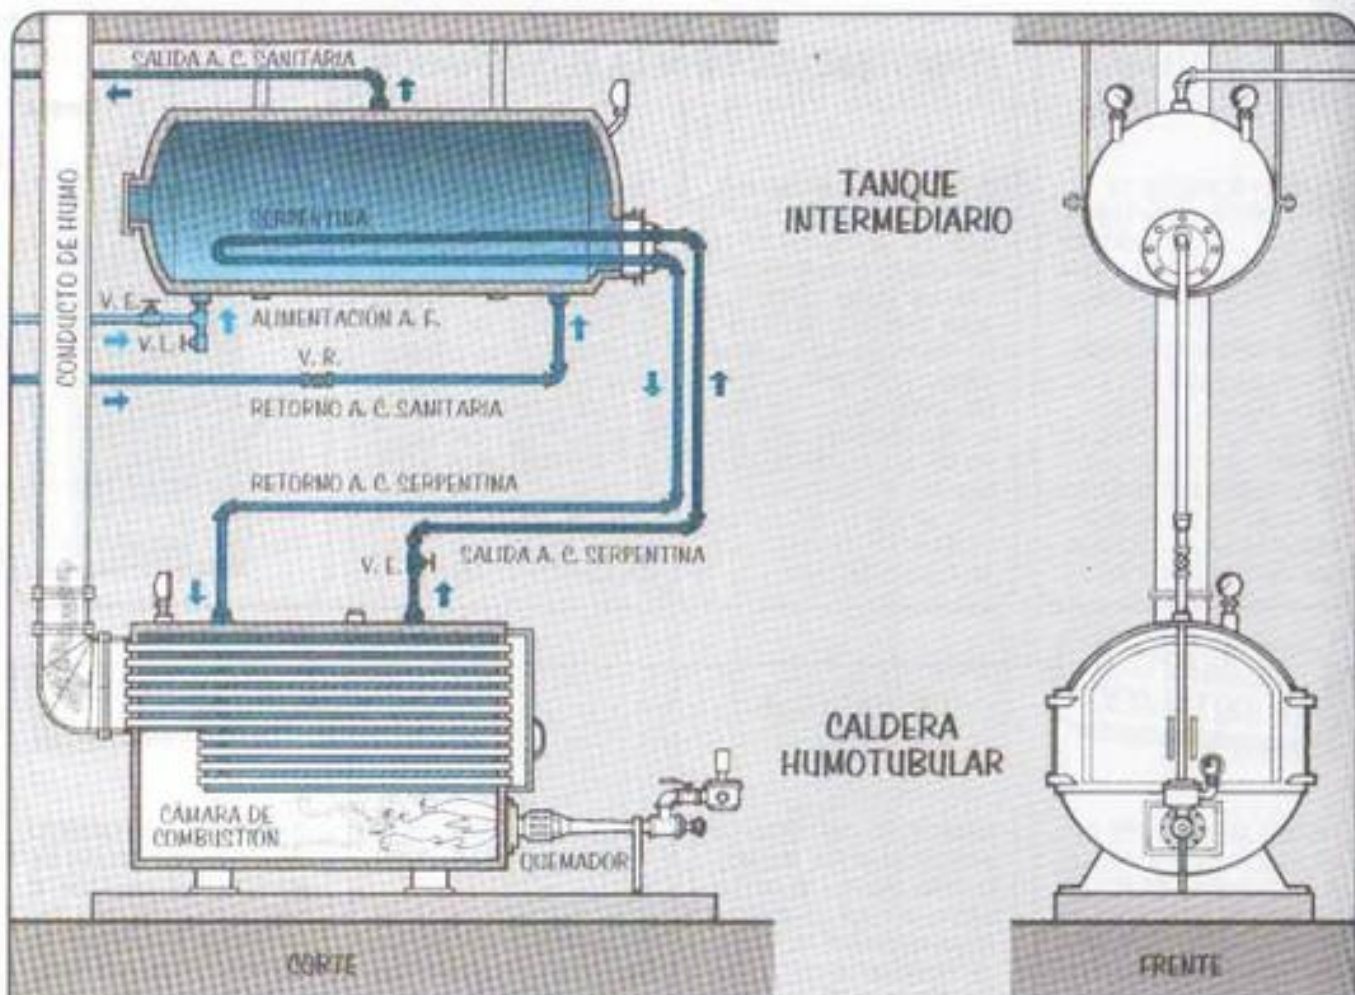 SALIDA A. C. SANITARIA
CONDUCTO DE HUMO
SERPENTINA
TANQUE
INTERMEDIARIO
V. E.
ALIMENTACIÓN A. F.
V. L.
V. R.
RETORNO A. C. SANITARIA
RETORNO A. C. SERPENTINA
SALIDA A. C. SERPENTINA
V. E.
CALDERA
HUMOTUBULAR
CÁMARA DE
COMBUSTIÓN
QUEMADOR
CORTE
FRENTE